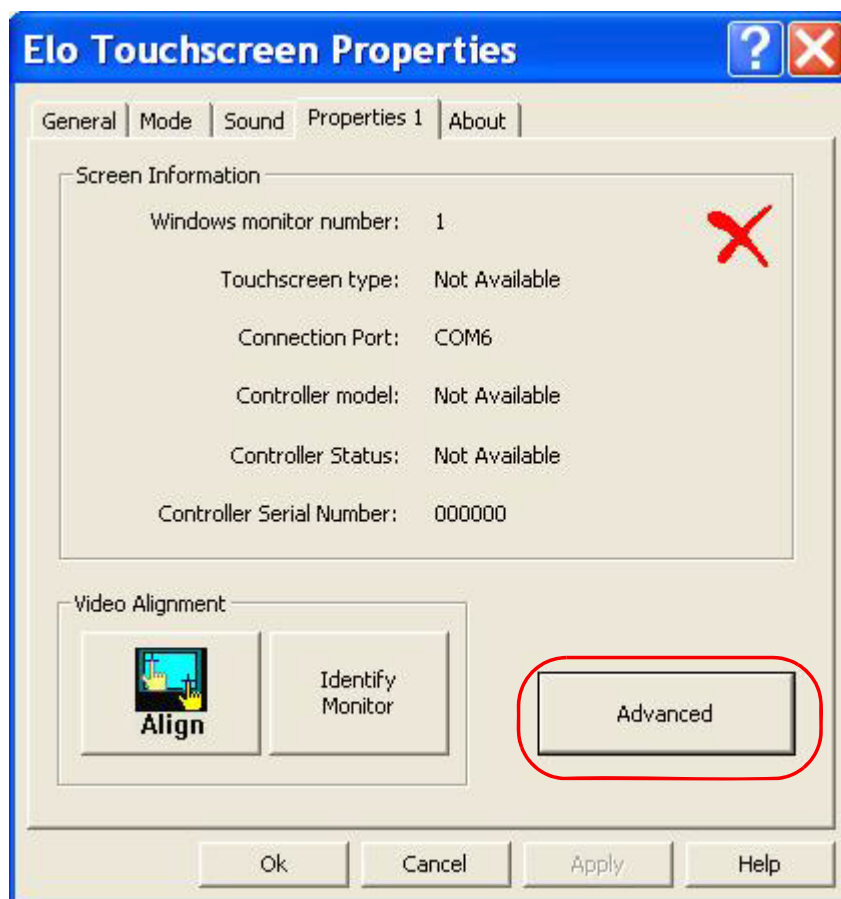 Elo Touchscreen Properties ?
General Mode Sound Properties 1 About
Screen Information
Windows monitor number: 1
Touchscreen type: Not Available
Connection Port: COM6
Controller model: Not Available
Controller Status: Not Available
Controller Serial Number: 000000
Video Alignment
Align
Identify
Monitor
Advanced
Ok Cancel Apply Help